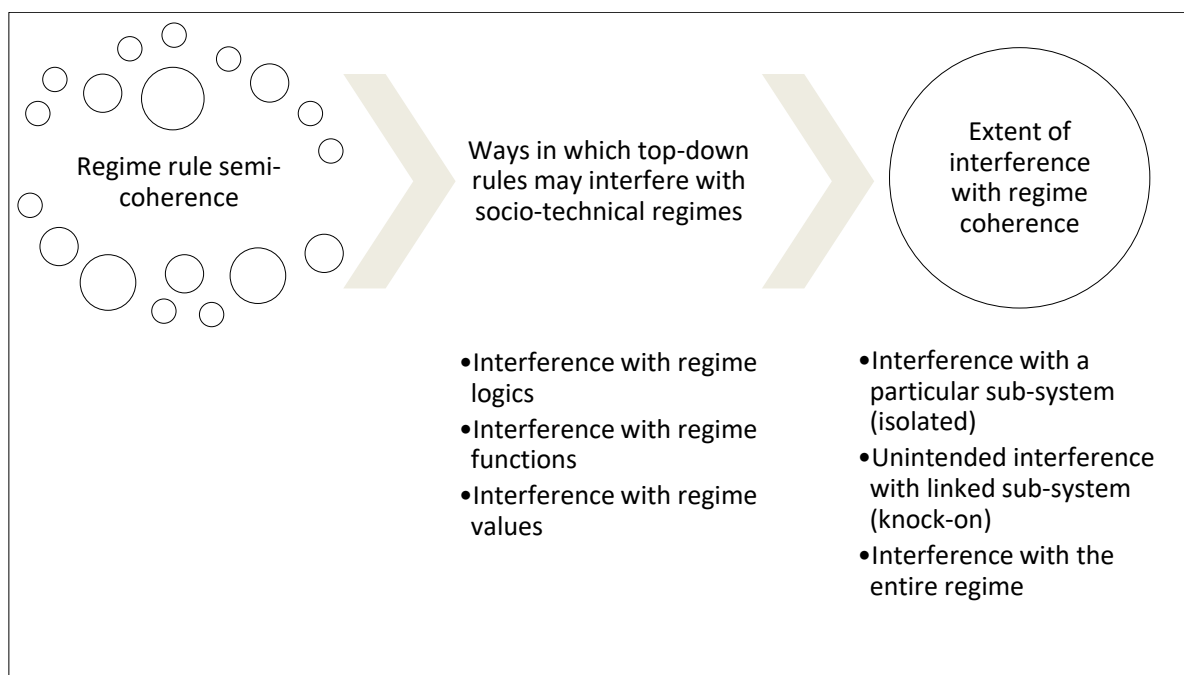 Regime rule semi-
coherence
Ways in which top-down
rules may interfere with
socio-technical regimes
•Interference with regime
logics
•Interference with regime
functions
•Interference with regime
values
Extent of
interference
with regime
coherence
•Interference with a
particular sub-system
(isolated)
•Unintended interference
with linked sub-system
(knock-on)
•Interference with the
entire regime